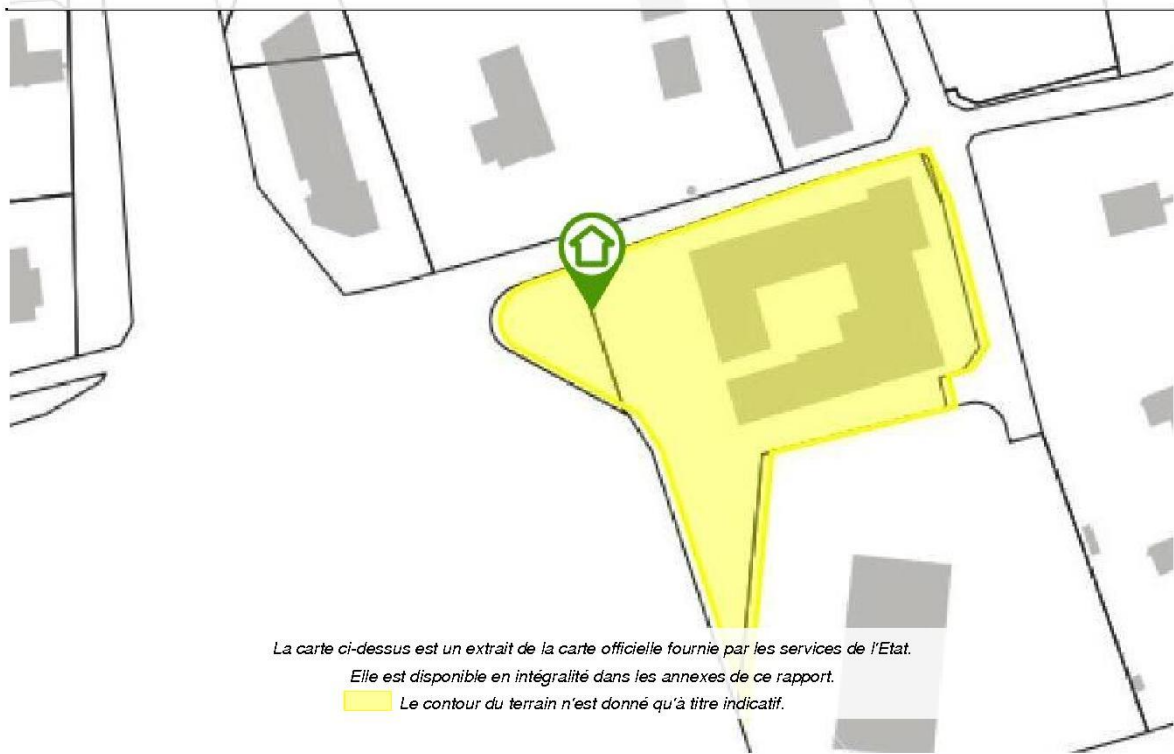 La carte ci-dessus est un extrait de la carte officielle fournie par les services de l'Etat.
Elle est disponible en intégralité dans les annexes de ce rapport.
Le contour du terrain n'est donné qu'à titre indicatif.